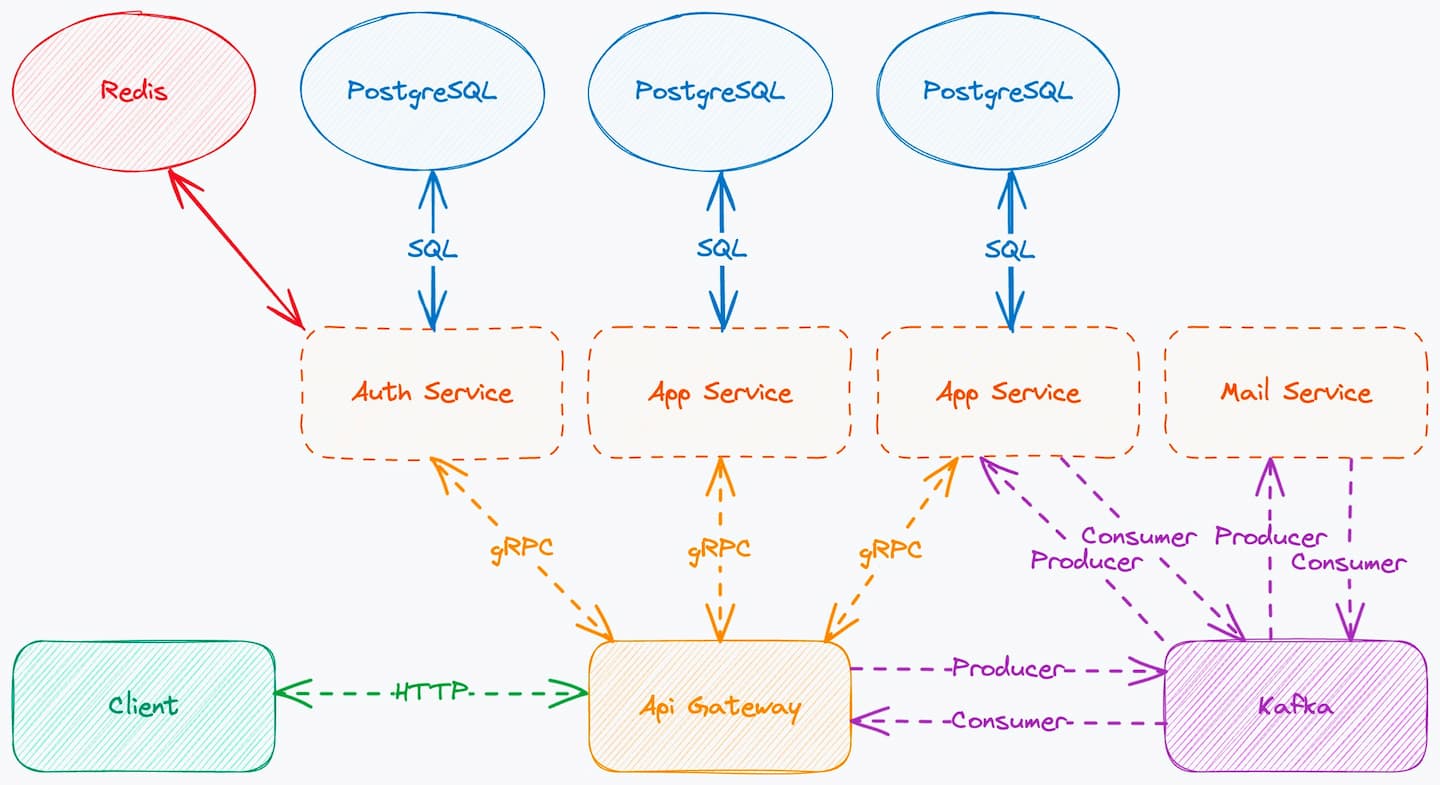 Redis
PostgreSQL
PostgreSQL
PostgreSQL
SQL
SQL
SQL
Auth Service
App Service
App Service
Mail Service
gRPC
gRPC
gRPC
Consumer
Producer
Producer
Consumer
Client
HTTP
Api Gateway
Producer
Consumer
Kafka